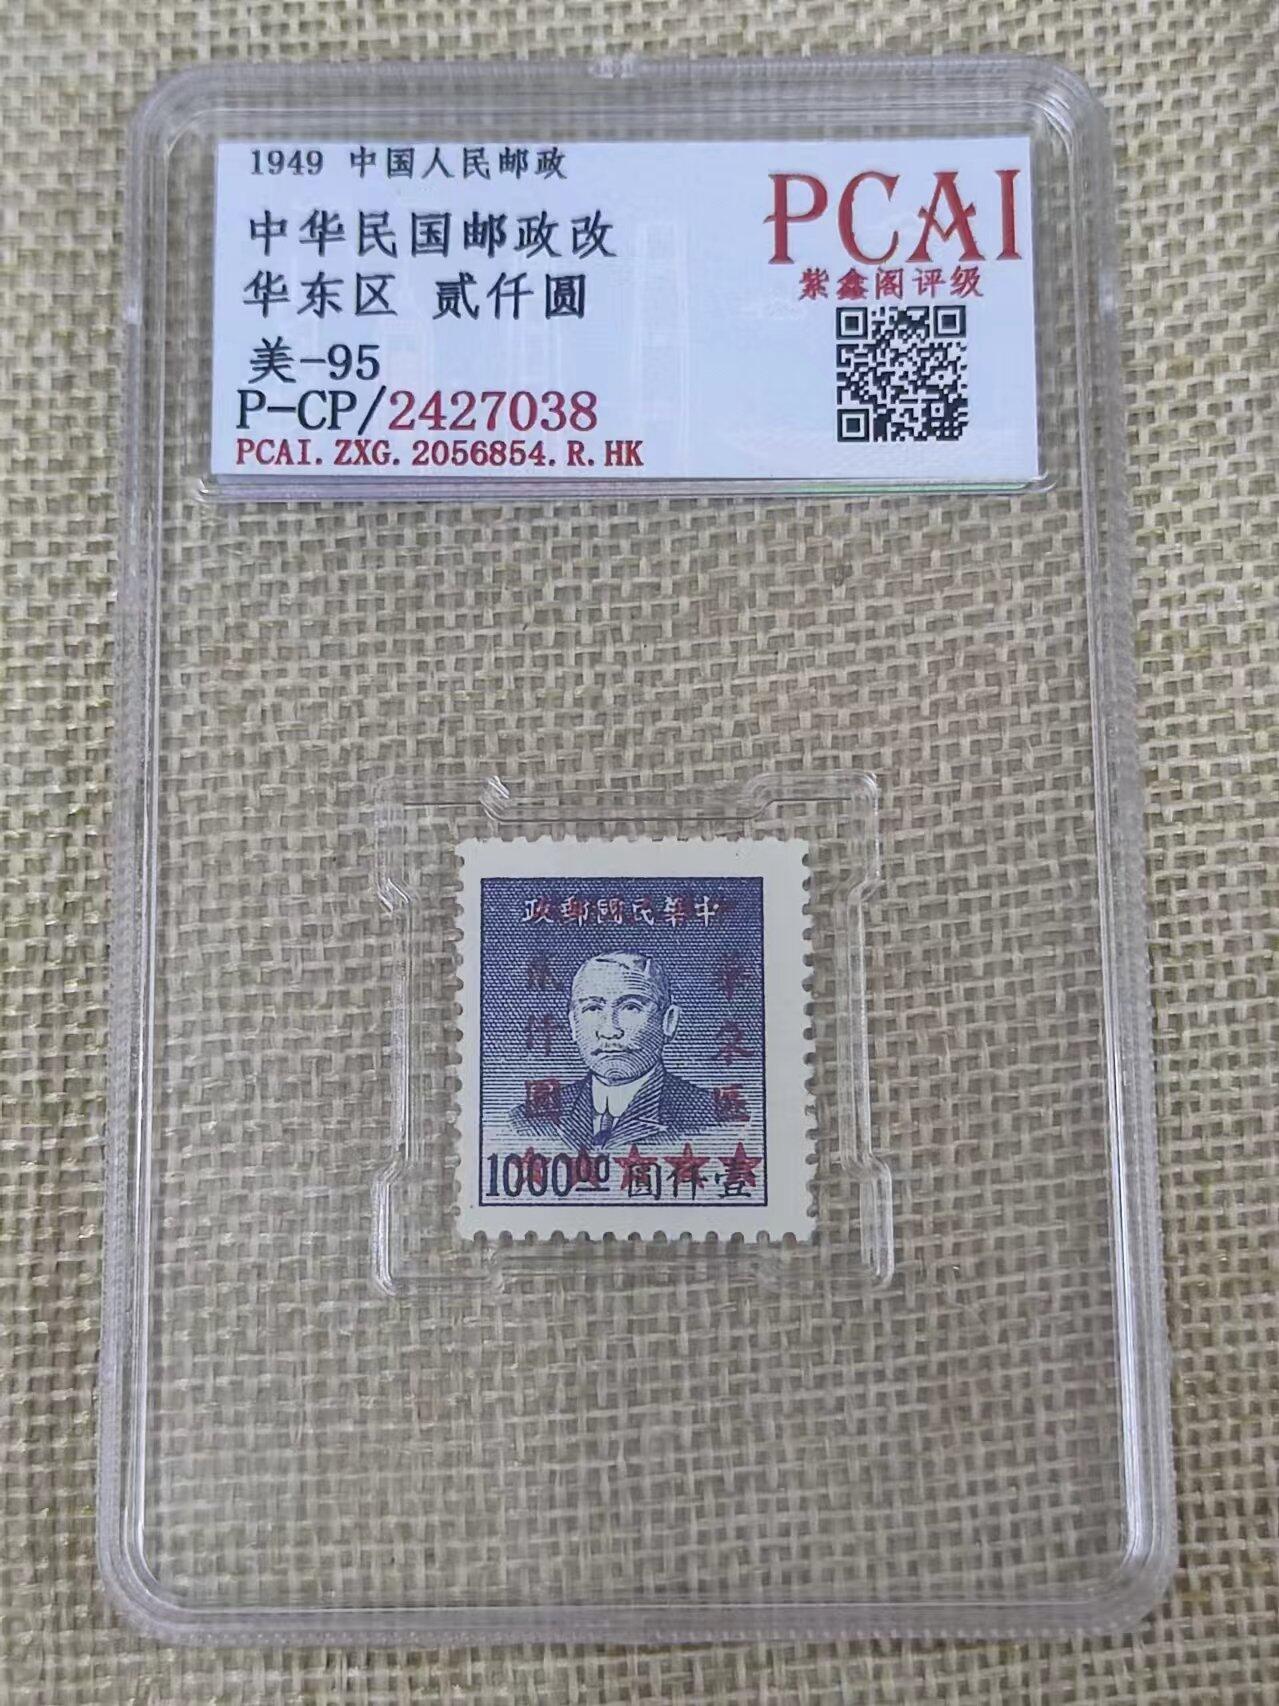 1949 中国人民邮政
中华民国邮政改
华东区 贰仟圆
美-95
P-CP/2427038
PCAI.ZXG.2056854.R.HK
PCAI
紫鑫阁评级
政郵國民華中
貳仟圓
華東區
100000 圓仟壹